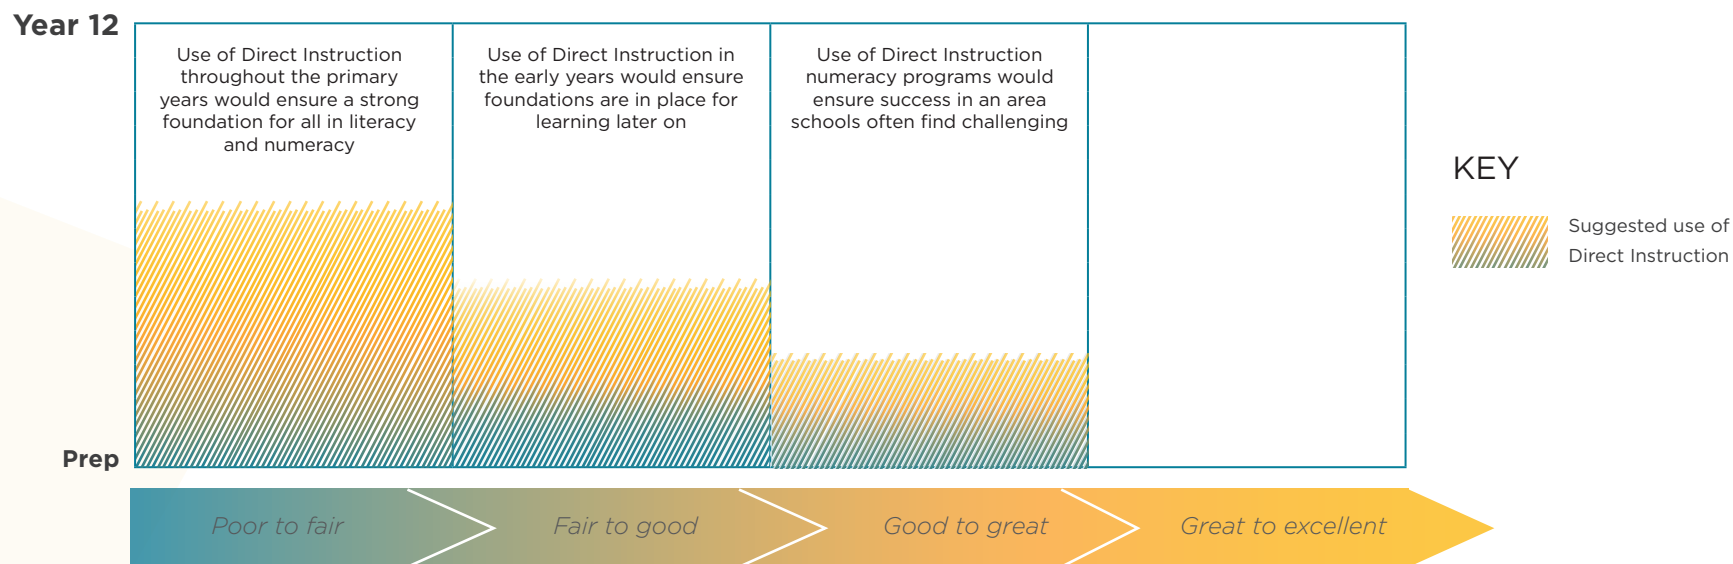 Year 12
Use of Direct Instruction
throughout the primary
years would ensure a strong
foundation for all in literacy
and numeracy
Use of Direct Instruction in
the early years would ensure
foundations are in place for
learning later on
Use of Direct Instruction
numeracy programs would
ensure success in an area
schools often find challenging
KEY
Suggested use of
Direct Instruction
Prep
Poor to fair
Fair to good
Good to great
Great to excellent